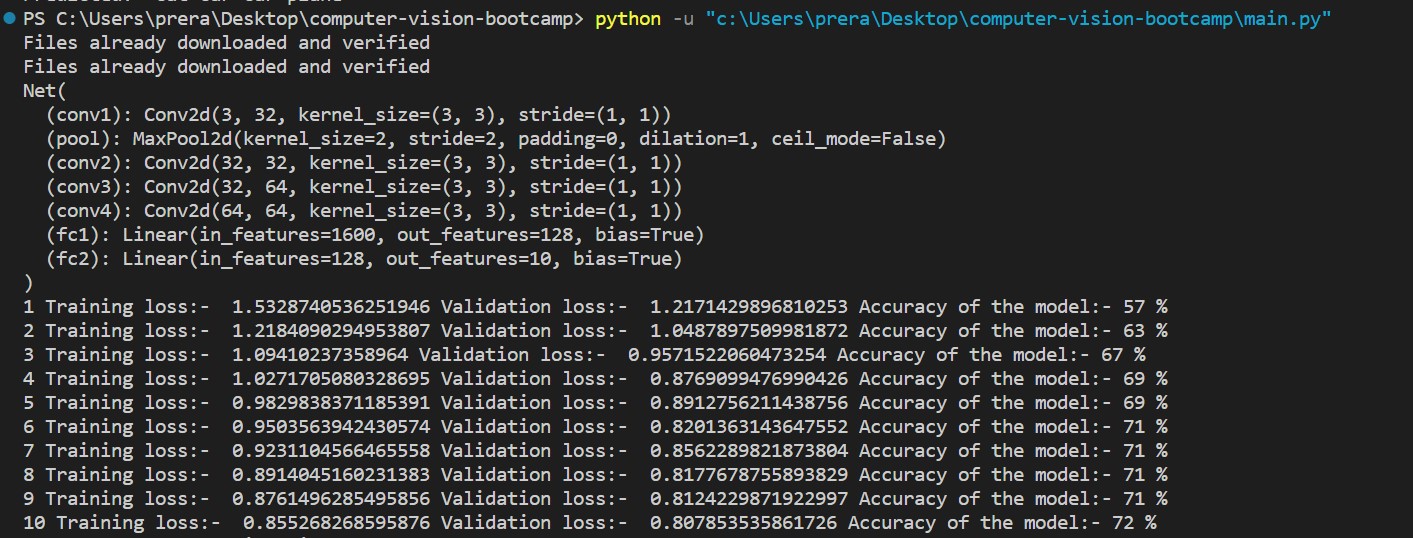 PS C:\Users\prera\Desktop\computer-vision-bootcamp> python -u "c:\Users\prera\Desktop\computer-vision-bootcamp\main.py"
Files already downloaded and verified
Files already downloaded and verified
Net(
  (conv1): Conv2d(3, 32, kernel_size=(3, 3), stride=(1, 1))
  (pool): MaxPool2d(kernel_size=2, stride=2, padding=0, dilation=1, ceil_mode=False)
  (conv2): Conv2d(32, 32, kernel_size=(3, 3), stride=(1, 1))
  (conv3): Conv2d(32, 64, kernel_size=(3, 3), stride=(1, 1))
  (conv4): Conv2d(64, 64, kernel_size=(3, 3), stride=(1, 1))
  (fc1): Linear(in_features=1600, out_features=128, bias=True)
  (fc2): Linear(in_features=128, out_features=10, bias=True)
)
1 Training loss:-  1.5328740536251946 Validation loss:-  1.2171429896810253 Accuracy of the model:- 57 %
2 Training loss:-  1.2184090294953807 Validation loss:-  1.0487897509981872 Accuracy of the model:- 63 %
3 Training loss:-  1.09410237358964 Validation loss:-  0.9571522060473254 Accuracy of the model:- 67 %
4 Training loss:-  1.0271705080328695 Validation loss:-  0.8769099476990426 Accuracy of the model:- 69 %
5 Training loss:-  0.9829838371185391 Validation loss:-  0.8912756211438756 Accuracy of the model:- 69 %
6 Training loss:-  0.9503563942430574 Validation loss:-  0.8201363143647552 Accuracy of the model:- 71 %
7 Training loss:-  0.9231104566465558 Validation loss:-  0.8562289821873804 Accuracy of the model:- 71 %
8 Training loss:-  0.8914045166231383 Validation loss:-  0.8177678755893829 Accuracy of the model:- 71 %
9 Training loss:-  0.8761496285495856 Validation loss:-  0.8124229871922997 Accuracy of the model:- 71 %
10 Training loss:-  0.855268268595876 Validation loss:-  0.807853535861726 Accuracy of the model:- 72 %